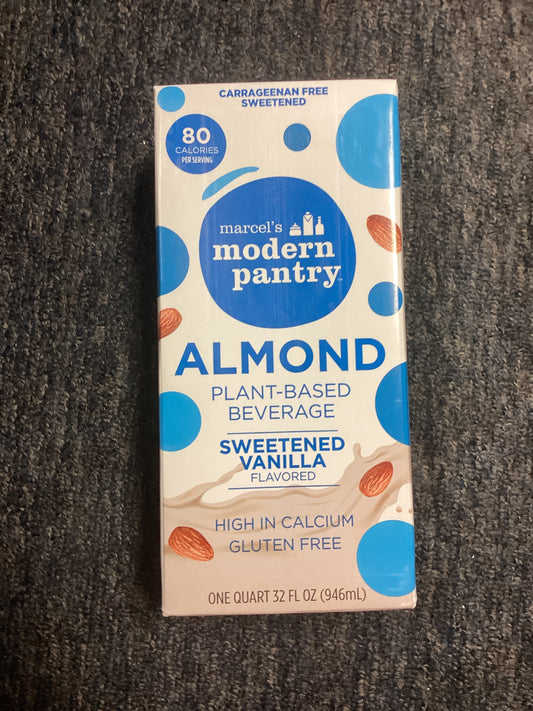 CARRAGEENAN FREE
SWEETENED
80
CALORIES
PER SERVING
marcel's
modern
pantry™
ALMOND
PLANT-BASED
BEVERAGE
SWEETENED
VANILLA
FLAVORED
HIGH IN CALCIUM
GLUTEN FREE
ONE QUART 32 FL OZ (946mL)